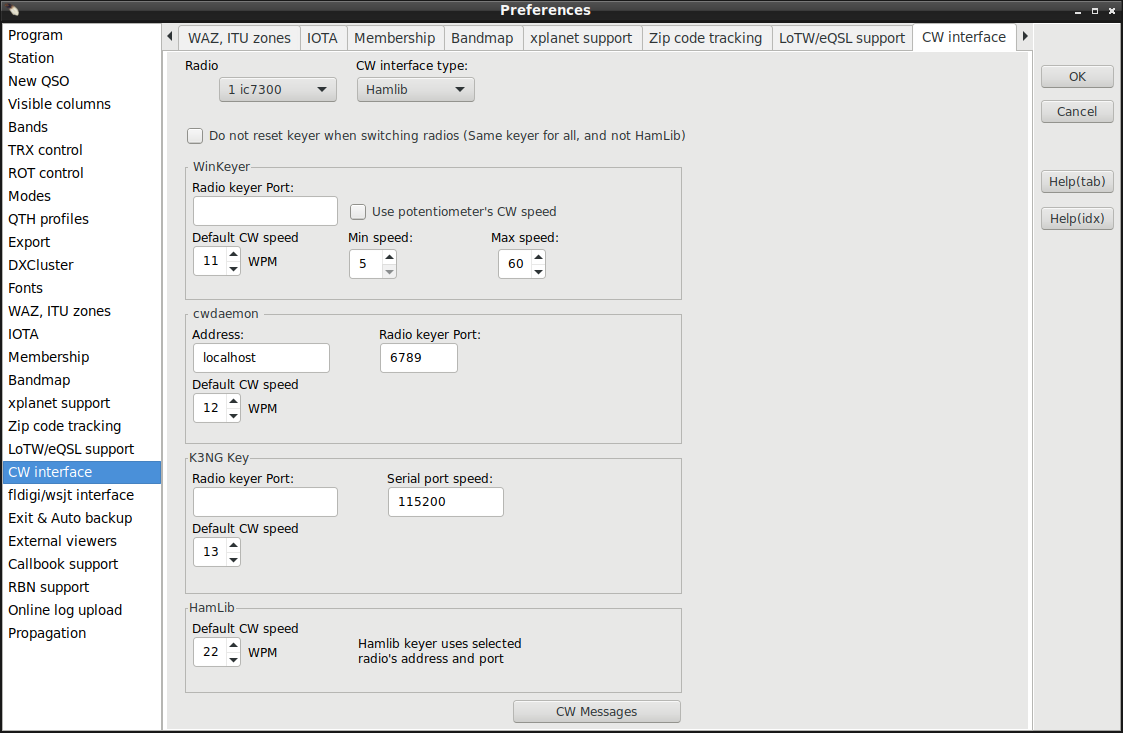 Preferences
Program
Station
New QSO
Visible columns
Bands
TRX control
ROT control
Modes
QTH profiles
Export
DXCluster
Fonts
WAZ, ITU zones
IOTA
Membership
Bandmap
xplanet support
Zip code tracking
LoTW/eQSL support
CW interface
fldigi/wsjt interface
Exit & Auto backup
External viewers
Callbook support
RBN support
Online log upload
Propagation
WAZ, ITU zones IOTA Membership Bandmap xplanet support Zip code tracking LoTW/eQSL support CW interface
Radio CW interface type:
1 ic7300 Hamlib
Do not reset keyer when switching radios (Same keyer for all, and not HamLib)
WinKeyer
Radio keyer Port:
Use potentiometer's CW speed
Default CW speed Min speed: Max speed:
11 WPM 5 60
cwdaemon
Address: Radio keyer Port:
localhost 6789
Default CW speed
12 WPM
K3NG Key
Radio keyer Port: Serial port speed:
115200
Default CW speed
13
HamLib
Default CW speed
22 WPM
Hamlib keyer uses selected
radio's address and port
CW Messages
OK
Cancel
Help(tab)
Help(idx)